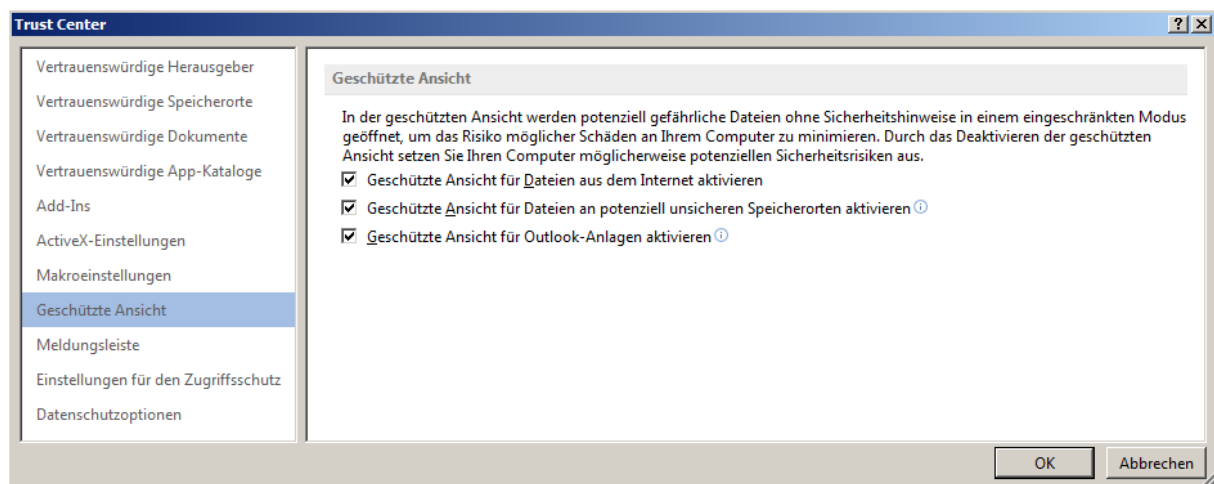 Trust Center
Vertrauenswürdige Herausgeber
Vertrauenswürdige Speicherorte
Vertrauenswürdige Dokumente
Vertrauenswürdige App-Kataloge
Add-Ins
ActiveX-Einstellungen
Makroeinstellungen
Geschützte Ansicht
Meldungsleiste
Einstellungen für den Zugriffsschutz
Datenschutzoptionen
Geschützte Ansicht
In der geschützten Ansicht werden potenziell gefährliche Dateien ohne Sicherheitshinweise in einem eingeschränkten Modus
geöffnet, um das Risiko möglicher Schäden an Ihrem Computer zu minimieren. Durch das Deaktivieren der geschützten
Ansicht setzen Sie Ihren Computer möglicherweise potenziellen Sicherheitsrisiken aus.
Geschützte Ansicht für Dateien aus dem Internet aktivieren
Geschützte Ansicht für Dateien an potenziell unsicheren Speicherorten aktivieren
Geschützte Ansicht für Outlook-Anlagen aktivieren
OK
Abbrechen